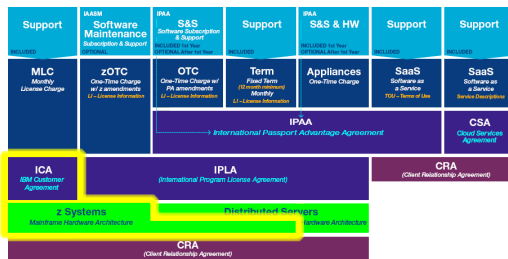 Support
INCLUDED
MLC
Monthly
License Charge
IAASM
Software
Maintenance
Subscription & Support
OPTIONAL
zOTC
One-Time Charge
w/ z amendments
LI – License Information
IPAA
S&S
Software Subscription
& Support
INCLUDED 1st Year
OPTIONAL After 1st Year
OTC
One-Time Charge w/
PA amendments
LI – License Information
Support
INCLUDED
Term
Fixed Term
(12 month minimum)
Monthly
LI – License Information
IPAA
S&S & HW
INCLUDED 1st Year
OPTIONAL After 1st Year
Appliances
One-Time Charge
Support
INCLUDED
SaaS
Software as
a Service
TOU – Terms of Use
Support
INCLUDED
SaaS
Software as
a Service
Service Descriptions
IPAA
International Passport Advantage Agreement
CSA
Cloud Services
Agreement
ICA
IBM Customer
Agreement
IPLA
(International Program License Agreement)
CRA
(Client Relationship Agreement)
z Systems
Mainframe Hardware Architecture
Distributed Servers
Hardware Architecture
CRA
(Client Relationship Agreement)